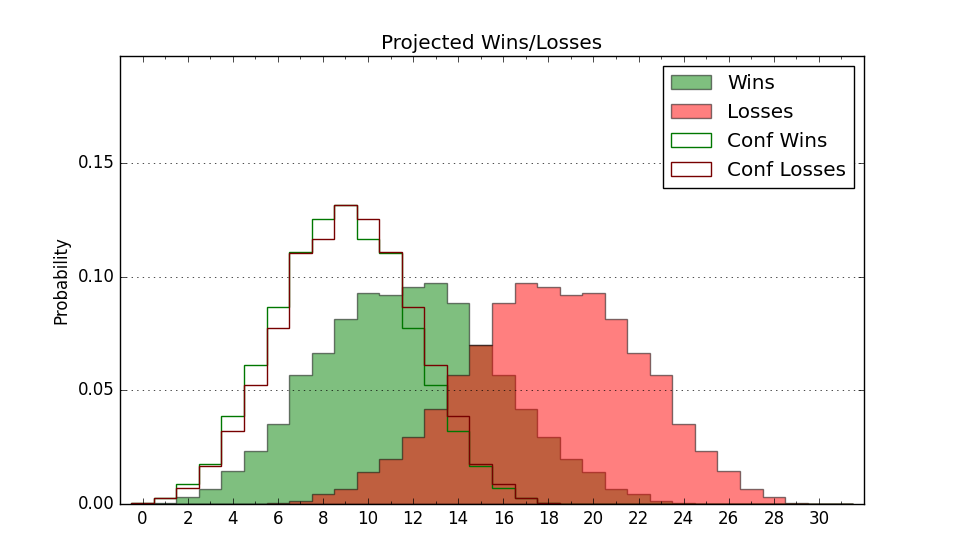 Projected Wins/Losses
Wins
Losses
Conf Wins
Conf Losses
Probability
0.15
0.10
0.05
0.00
0 2 4 6 8 10 12 14 16 18 20 22 24 26 28 30